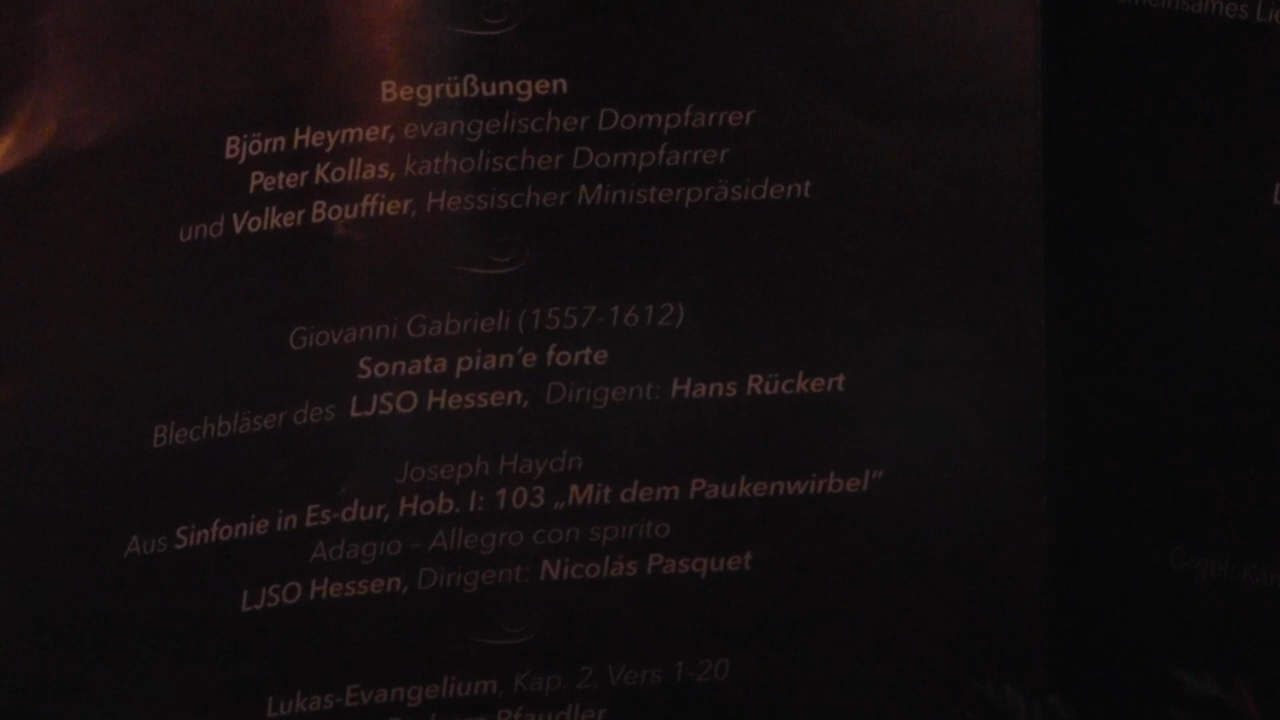 Begrüßungen
Björn Heymer, evangelischer Dompfarrer
Peter Kollas, katholischer Dompfarrer
und Volker Bouffier, Hessischer Ministerpräsident
Giovanni Gabrieli (1557-1612)
Sonata pian'e forte
Blechbläser des LJSO Hessen, Dirigent: Hans Rückert
Joseph Haydn
Aus Sinfonie in Es-dur, Hob. I: 103 „Mit dem Paukenwirbel"
Adagio – Allegro con spirito
LJSO Hessen, Dirigent: Nicolás Pasquet
Lukas-Evangelium, Kap. 2, Vers 1-20
Pfaudler